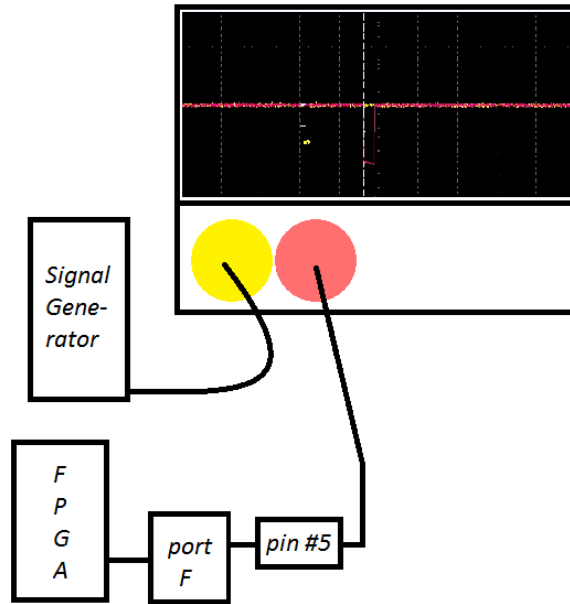 Signal
Gene-
rator
F
P
G
A
port
F
pin #5